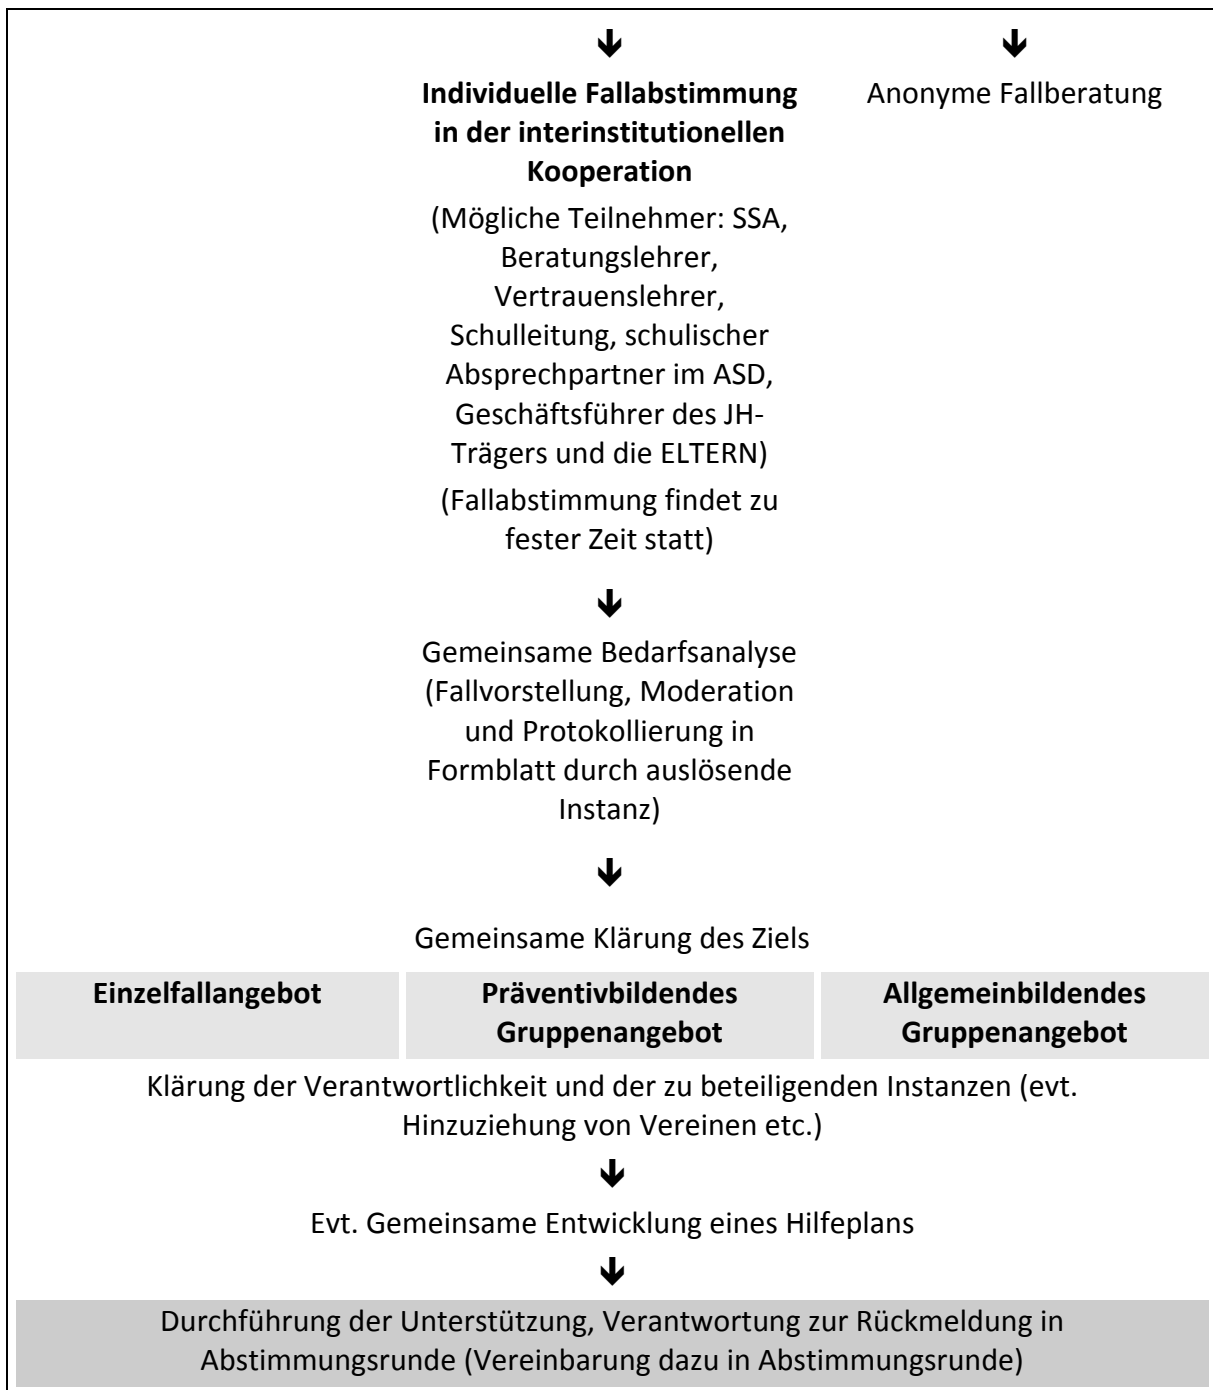 Individuelle Fallabstimmung
in der interinstitutionellen
Kooperation
Anonyme Fallberatung
(Mögliche Teilnehmer: SSA,
Beratungslehrer,
Vertrauenslehrer,
Schulleitung, schulischer
Absprechpartner im ASD,
Geschäftsführer des JH-
Trägers und die ELTERN)
(Fallabstimmung findet zu
fester Zeit statt)
Gemeinsame Bedarfsanalyse
(Fallvorstellung, Moderation
und Protokollierung in
Formblatt durch auslösende
Instanz)
Gemeinsame Klärung des Ziels
Einzelfallangebot
Präventivbildendes
Gruppenangebot
Allgemeinbildendes
Gruppenangebot
Klärung der Verantwortlichkeit und der zu beteiligenden Instanzen (evt.
Hinzuziehung von Vereinen etc.)
Evt. Gemeinsame Entwicklung eines Hilfeplans
Durchführung der Unterstützung, Verantwortung zur Rückmeldung in
Abstimmungsrunde (Vereinbarung dazu in Abstimmungsrunde)